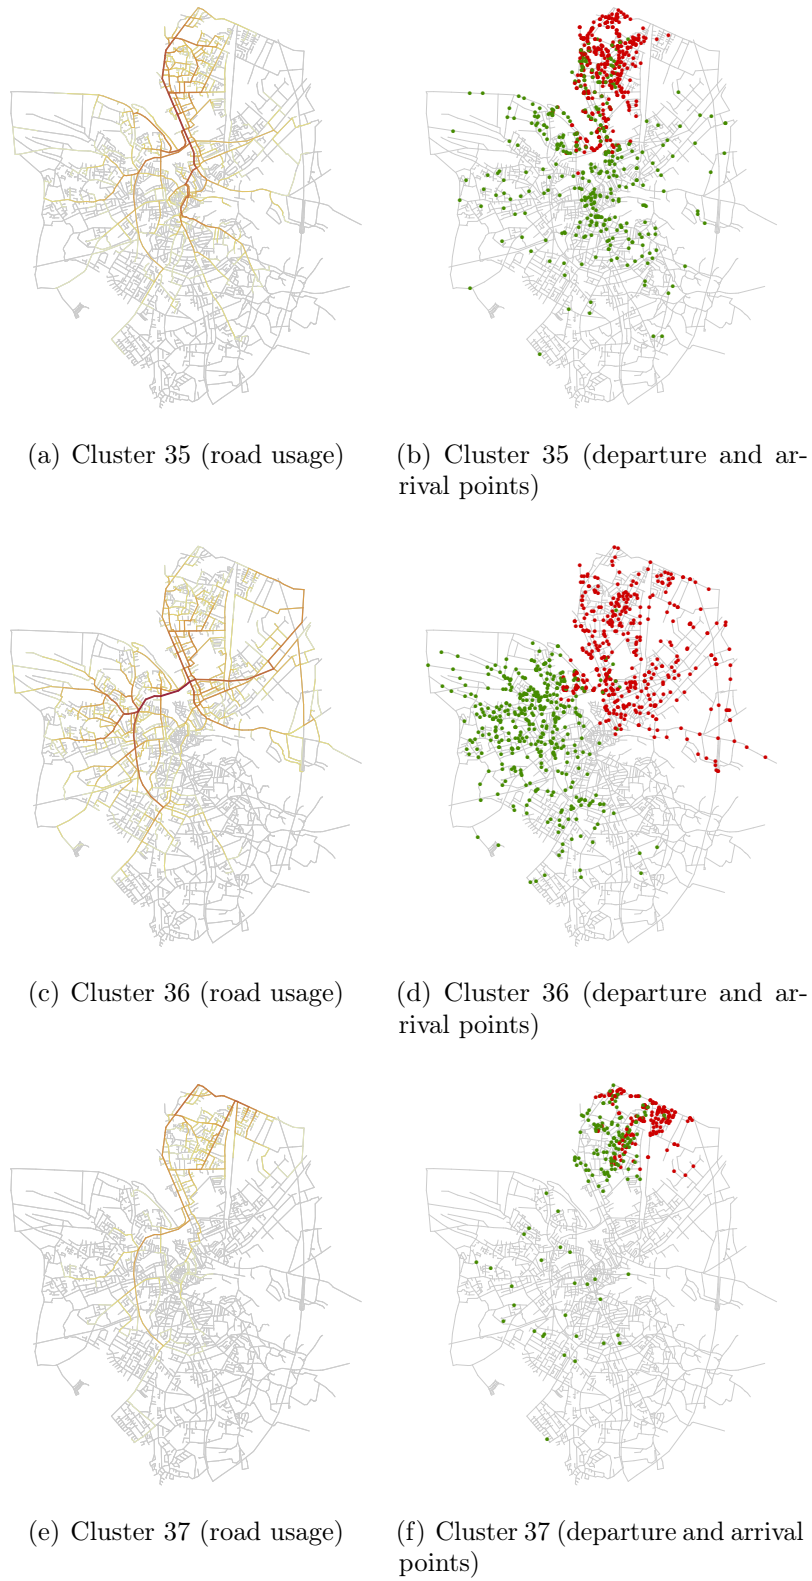 (a) Cluster 35 (road usage)
(b) Cluster 35 (departure and ar-
rival points)
(c) Cluster 36 (road usage)
(d) Cluster 36 (departure and ar-
rival points)
(e) Cluster 37 (road usage)
(f) Cluster 37 (departure and arrival
points)